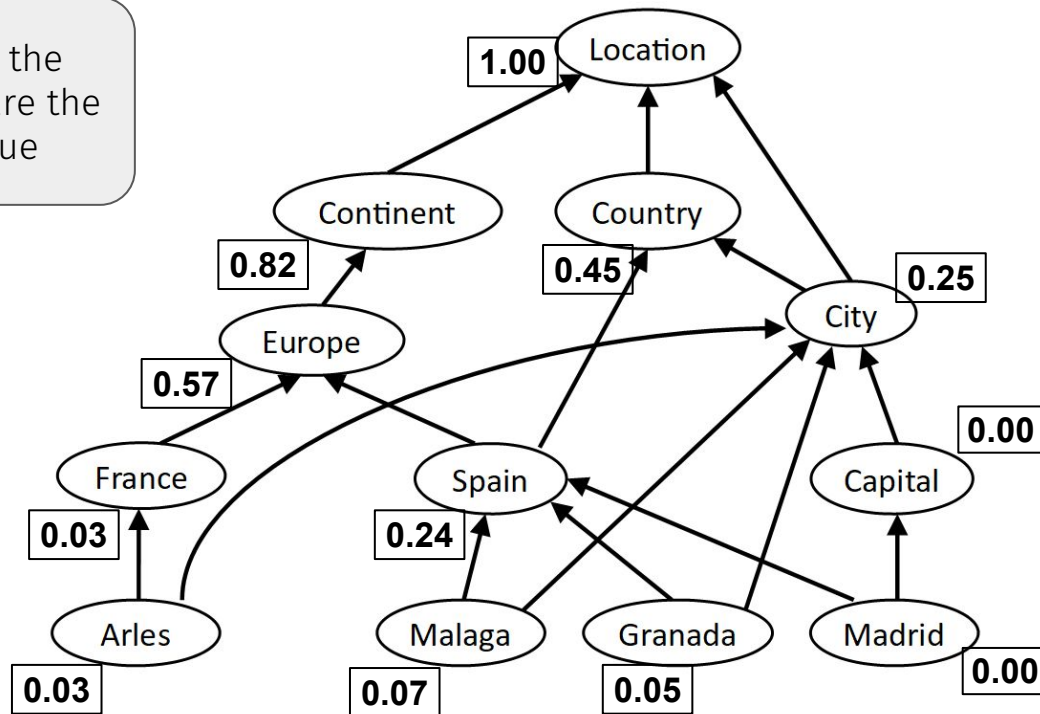 the
re the
ue
1.00
Location
Continent
Country
0.82
0.45
0.25
City
Europe
0.57
0.00
France
Spain
Capital
0.03
0.24
Arles
Malaga
Granada
Madrid
0.03
0.07
0.05
0.00